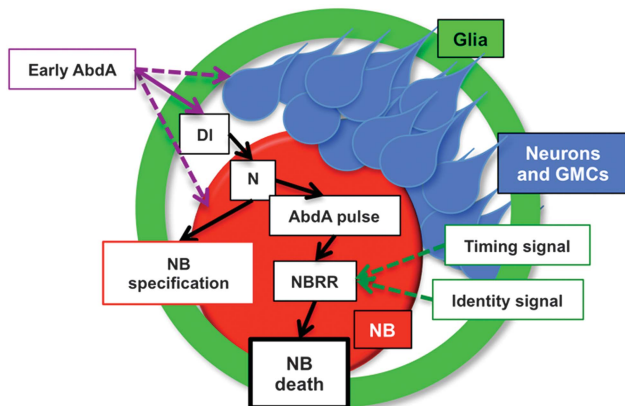 Glia
Early AbdA
Dl
Neurons
and GMCs
N
AbdA pulse
Timing signal
NB
specification
NBRR
Identity signal
NB
NB
death